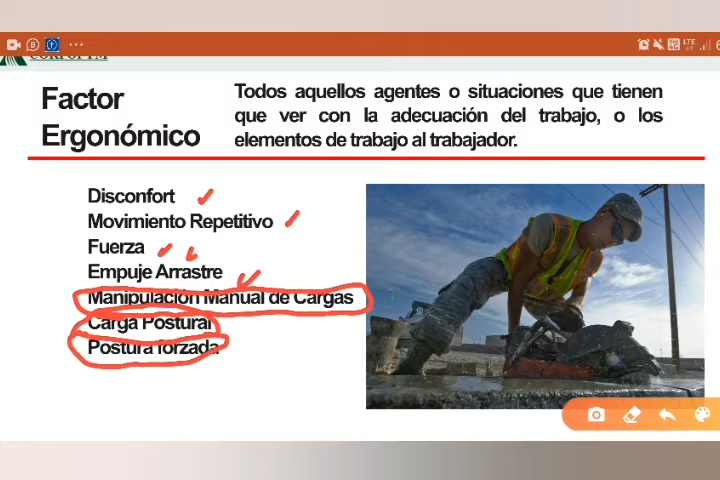 LTE
Factor
Ergonómico
Todos aquellos agentes o situaciones que tienen
que ver con la adecuación del trabajo, o los
elementos de trabajo al trabajador.
Disconfort
Movimiento Repetitivo
Fuerza
Empuje Arrastre
Manipulación Manual de Cargas
Carga Postural
Postura forzada